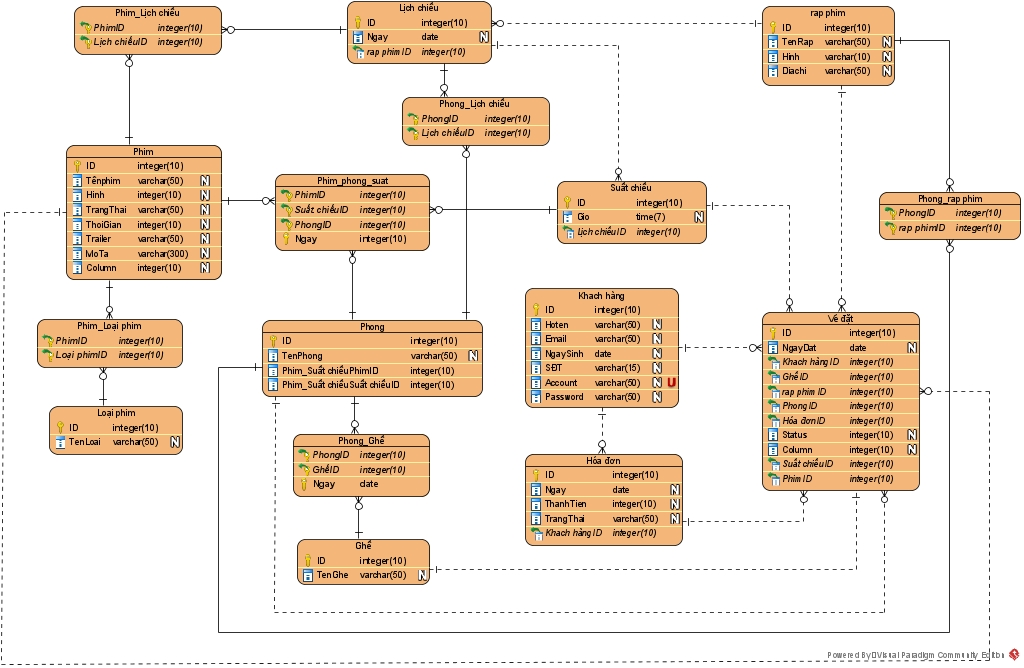 Phim_Lịch chiếu
PhimID integer(10)
Lịch chiếuID integer(10)
Lịch chiếu
ID integer(10)
Ngay date N
rap phim ID integer(10)
rap phim
ID integer(10)
TenRap varchar(50) N
Hinh varchar(10) N
Diachi varchar(50) N
Phong_Lịch chiếu
PhongID integer(10)
Lịch chiếuID integer(10)
Phim
ID integer(10)
Tênphim varchar(50) N
Hinh integer(10) N
TrangThai varchar(50) N
ThoiGian integer(10) N
Trailer varchar(50) N
MoTa varchar(300) N
Column integer(10) N
Phim_phong_suat
PhimID integer(10)
Suất chiếuID integer(10)
PhongID integer(10)
Ngay integer(10)
Suất chiếu
ID integer(10)
Gio time(7) N
lịch chiếuID integer(10)
Phong_rap phim
PhongID integer(10)
rap phimID integer(10)
Khach hàng
ID integer(10)
Hoten varchar(50) N
Email varchar(50) N
NgaySinh date N
SĐT varchar(15) N
Account varchar(50) N U
Password varchar(50) N
Vé đặt
ID integer(10)
NgayDat date N
Khach hàng ID integer(10)
GhếID integer(10)
rap phim ID integer(10)
PhongID integer(10)
Hóa đơnID integer(10)
Status integer(10) N
Column integer(10) N
Suất chiếuID integer(10)
PhimID integer(10)
Phim_Loại phim
PhimID integer(10)
Loại phimID integer(10)
Phong
ID integer(10)
TenPhong varchar(50) N
Phim_Suất chiếuPhimID integer(10)
Phim_Suất chiếuSuất chiếuID integer(10)
Loại phim
ID integer(10)
TenLoai varchar(50) N
Phong_Ghế
PhongID integer(10)
GhếID integer(10)
Ngay date
Hóa đơn
ID integer(10)
Ngay date N
ThanhTien integer(10) N
TrangThai varchar(50) N
Khach hàng ID integer(10)
Ghế
ID integer(10)
TenGhe varchar(50) N
Powered By Visual Paradigm Community Edition